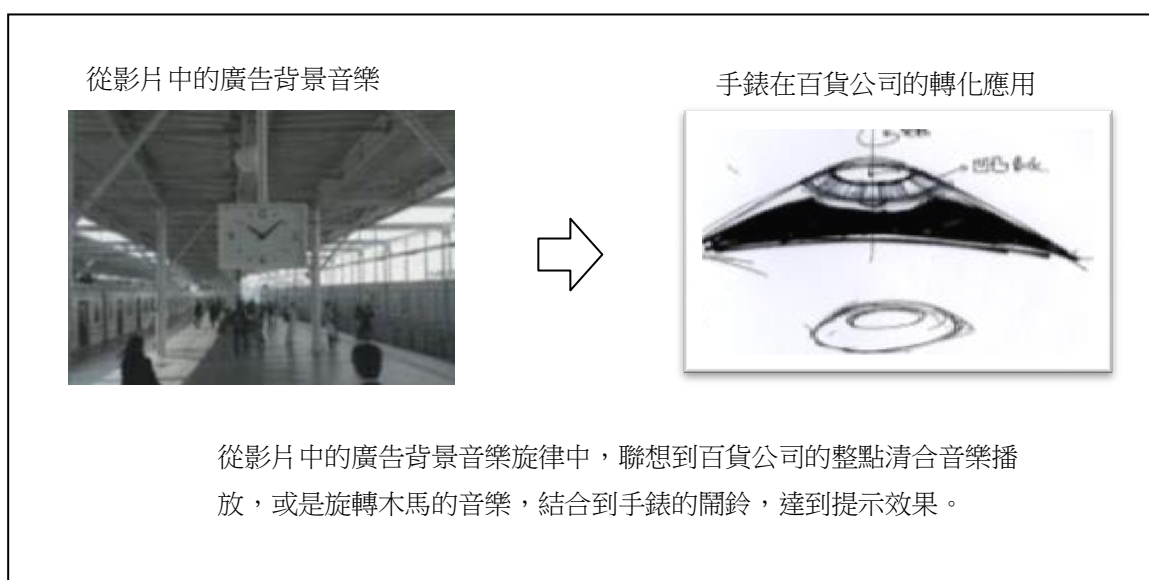 從影片中的廣告背景音樂
手錶在百貨公司的轉化應用
凹凸
從影片中的廣告背景音樂旋律中，聯想到百貨公司的整點清合音樂播
放，或是旋轉木馬的音樂，結合到手錶的鬧鈴，達到提示效果。